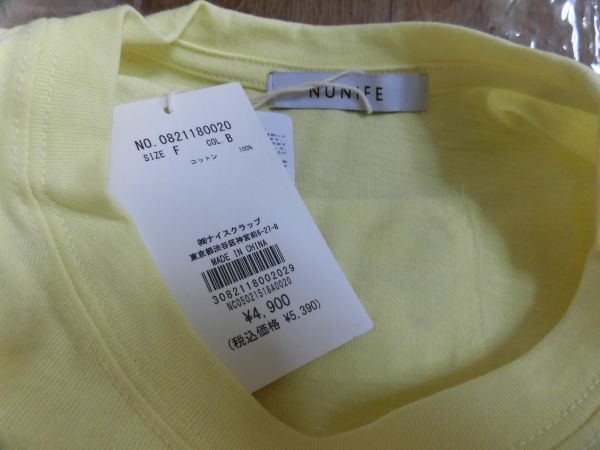 NUNIFE
NO. 0821180020
SIZE F COL B
コットン 100%
㈱ナイスクラップ
東京都渋谷区神宮前6-27-8
MADE IN CHINA
3082118002029
NC05021518A0020
¥4,900
(税込価格 ¥5,390)